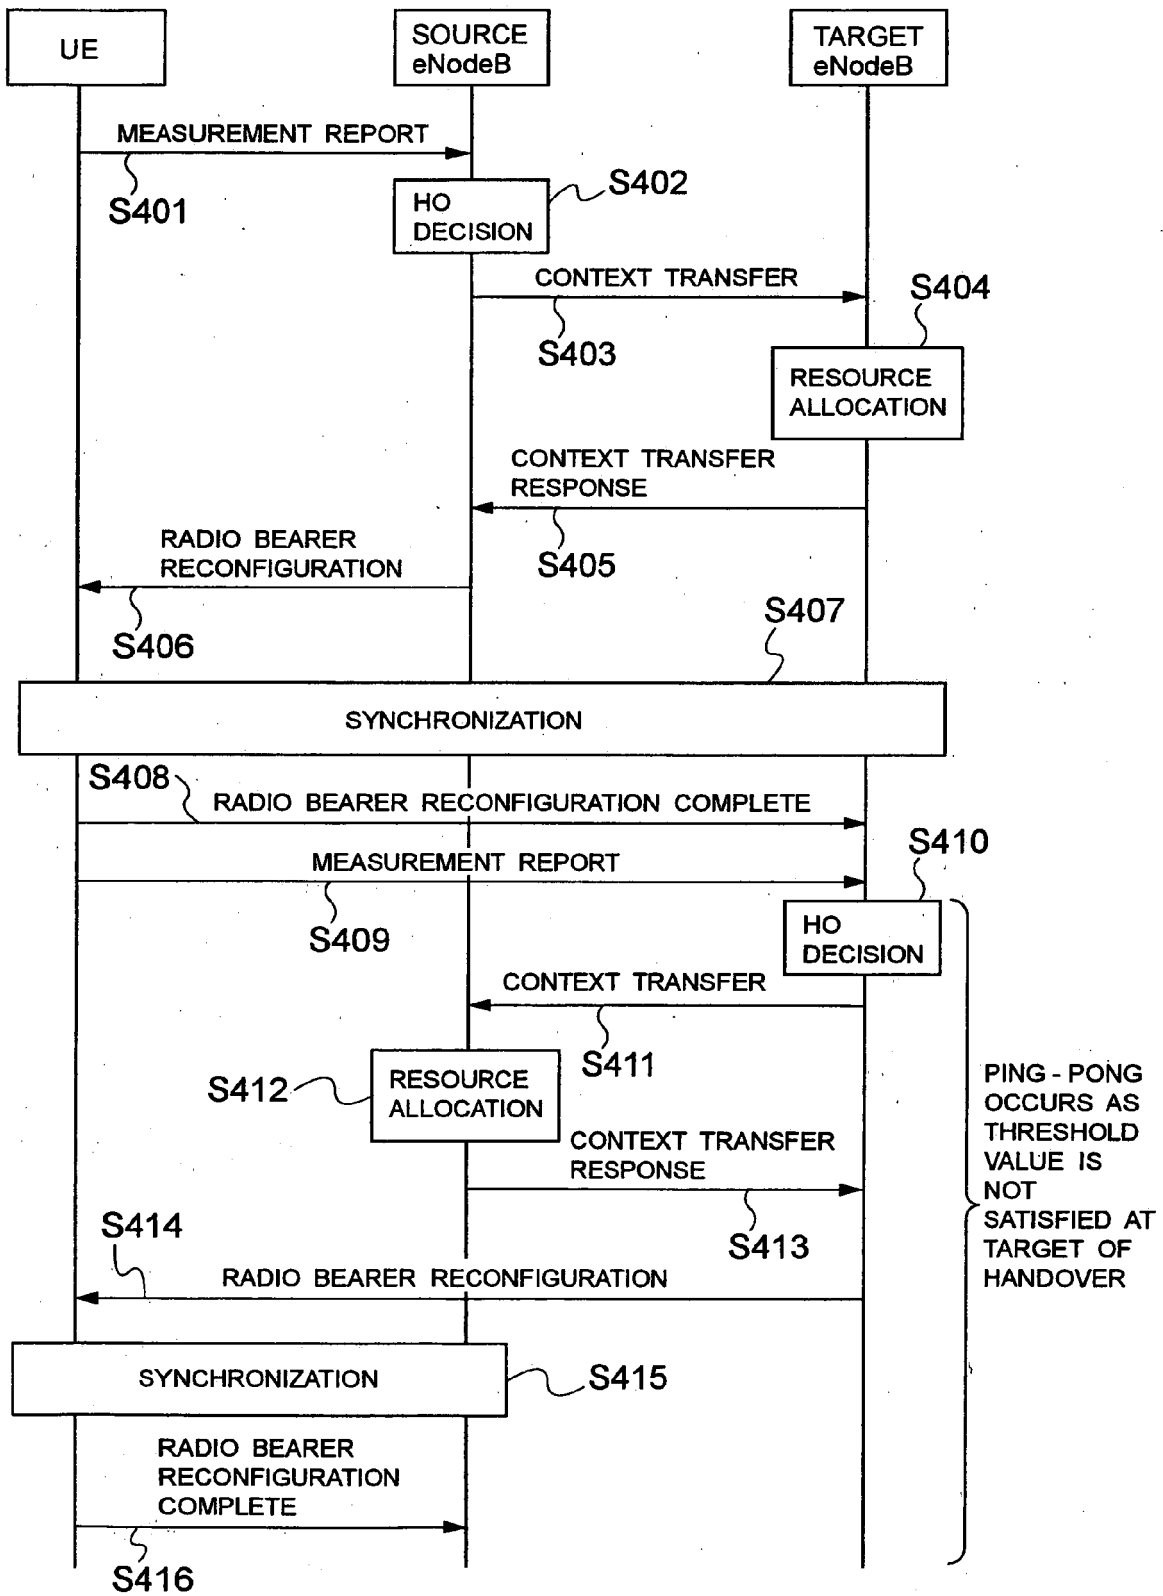 UE
SOURCE
eNodeB
TARGET
eNodeB
MEASUREMENT REPORT
S401
HO
DECISION
S402
CONTEXT TRANSFER
S403
S404
RESOURCE
ALLOCATION
CONTEXT TRANSFER
RESPONSE
S405
RADIO BEARER
RECONFIGURATION
S406
S407
SYNCHRONIZATION
S408
RADIO BEARER RECONFIGURATION COMPLETE
MEASUREMENT REPORT
S409
S410
HO
DECISION
CONTEXT TRANSFER
S411
S412
RESOURCE
ALLOCATION
CONTEXT TRANSFER
RESPONSE
S413
S414
RADIO BEARER RECONFIGURATION
PING-PONG
OCCURS AS
THRESHOLD
VALUE IS
NOT
SATISFIED AT
TARGET OF
HANDOVER
SYNCHRONIZATION
S415
RADIO BEARER
RECONFIGURATION
COMPLETE
S416